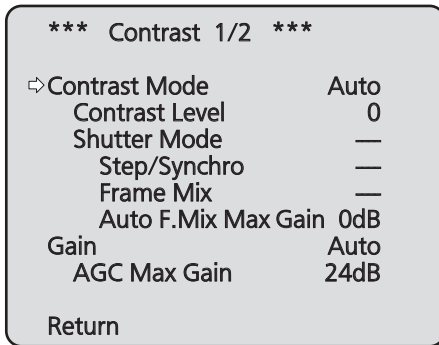 *** Contrast 1/2 ***
⇨Contrast Mode Auto
Contrast Level 0
Shutter Mode —
Step/Synchro —
Frame Mix —
Auto F.Mix Max Gain 0dB
Gain Auto
AGC Max Gain 24dB
Return